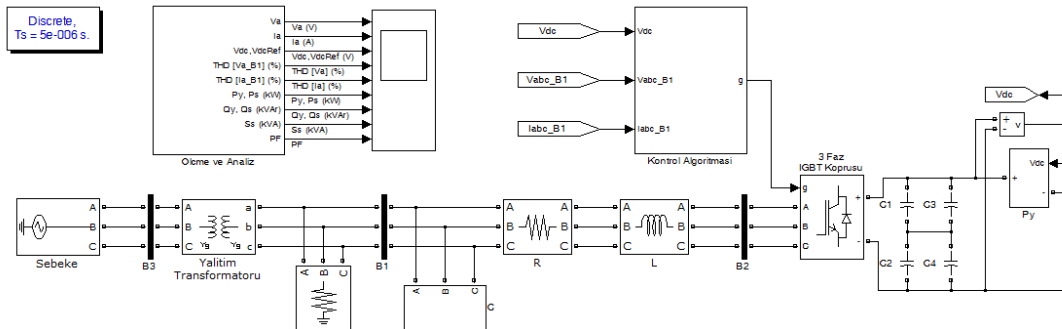 Discrete,
Ts = 5e-006 s.
Va
Ia
Vdc,VdcRef
THD [Va_B1] (%)
THD [Ia_B1] (%)
Py, Ps (kW)
Qy, Qs (kVAr)
Ss (kVA)
PF
Va (V)
Ia (A)
Vdc,VdcRef (V)
THD [Va] (%)
THD [Ia] (%)
Py, Ps (kW)
Qy, Qs (kVAr)
Ss (kVA)
PF
Olcme ve Analiz
Vdc
Vabc_B1
Iabc_B1
Vdc
Vabc_B1
Iabc_B1
g
Kontrol Algoritmasi
Vdc
+
-
v
Vdc
+
-
Py
3 Faz
IGBT Koprusu
g
A
B
C
+
-
C1
C3
C2
C4
A
B
C
Sebeke
B3
A
B
C
Yg
Yg
a
b
c
Yalitim
Transformatoru
B1
A
B
C
A
B
C
R
A
B
C
A
B
C
L
B2
A
B
C
A
B
C
C